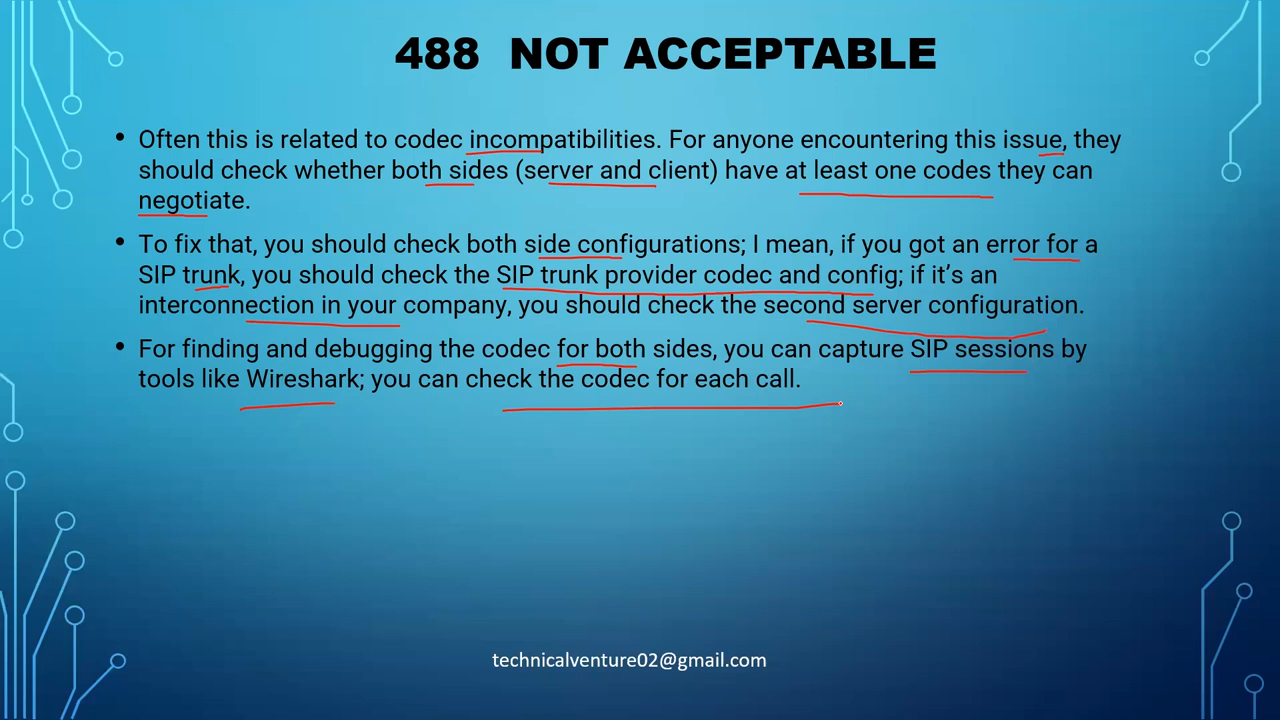 488 NOT ACCEPTABLE
• Often this is related to codec incompatibilities. For anyone encountering this issue, they
should check whether both sides (server and client) have at least one codes they can
negotiate.
• To fix that, you should check both side configurations; I mean, if you got an error for a
SIP trunk, you should check the SIP trunk provider codec and config; if it’s an
interconnection in your company, you should check the second server configuration.
• For finding and debugging the codec for both sides, you can capture SIP sessions by
tools like Wireshark; you can check the codec for each call.
technicalventure02@gmail.com